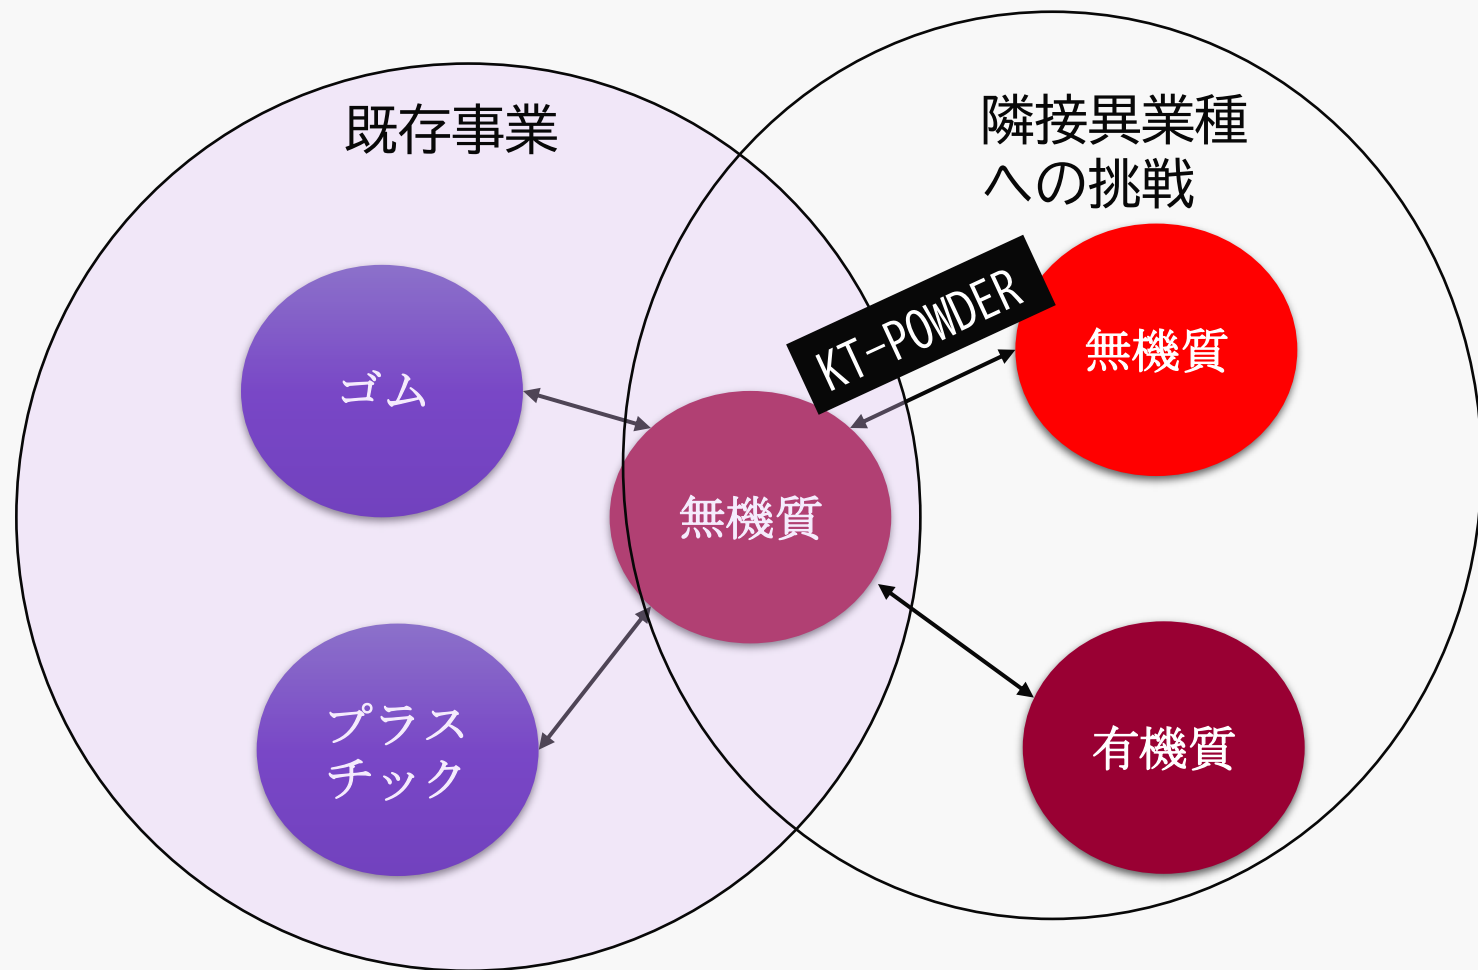 既存事業
隣接異業種
への挑戦
KT-POWDER
無機質
ゴム
無機質
プラス
チック
有機質